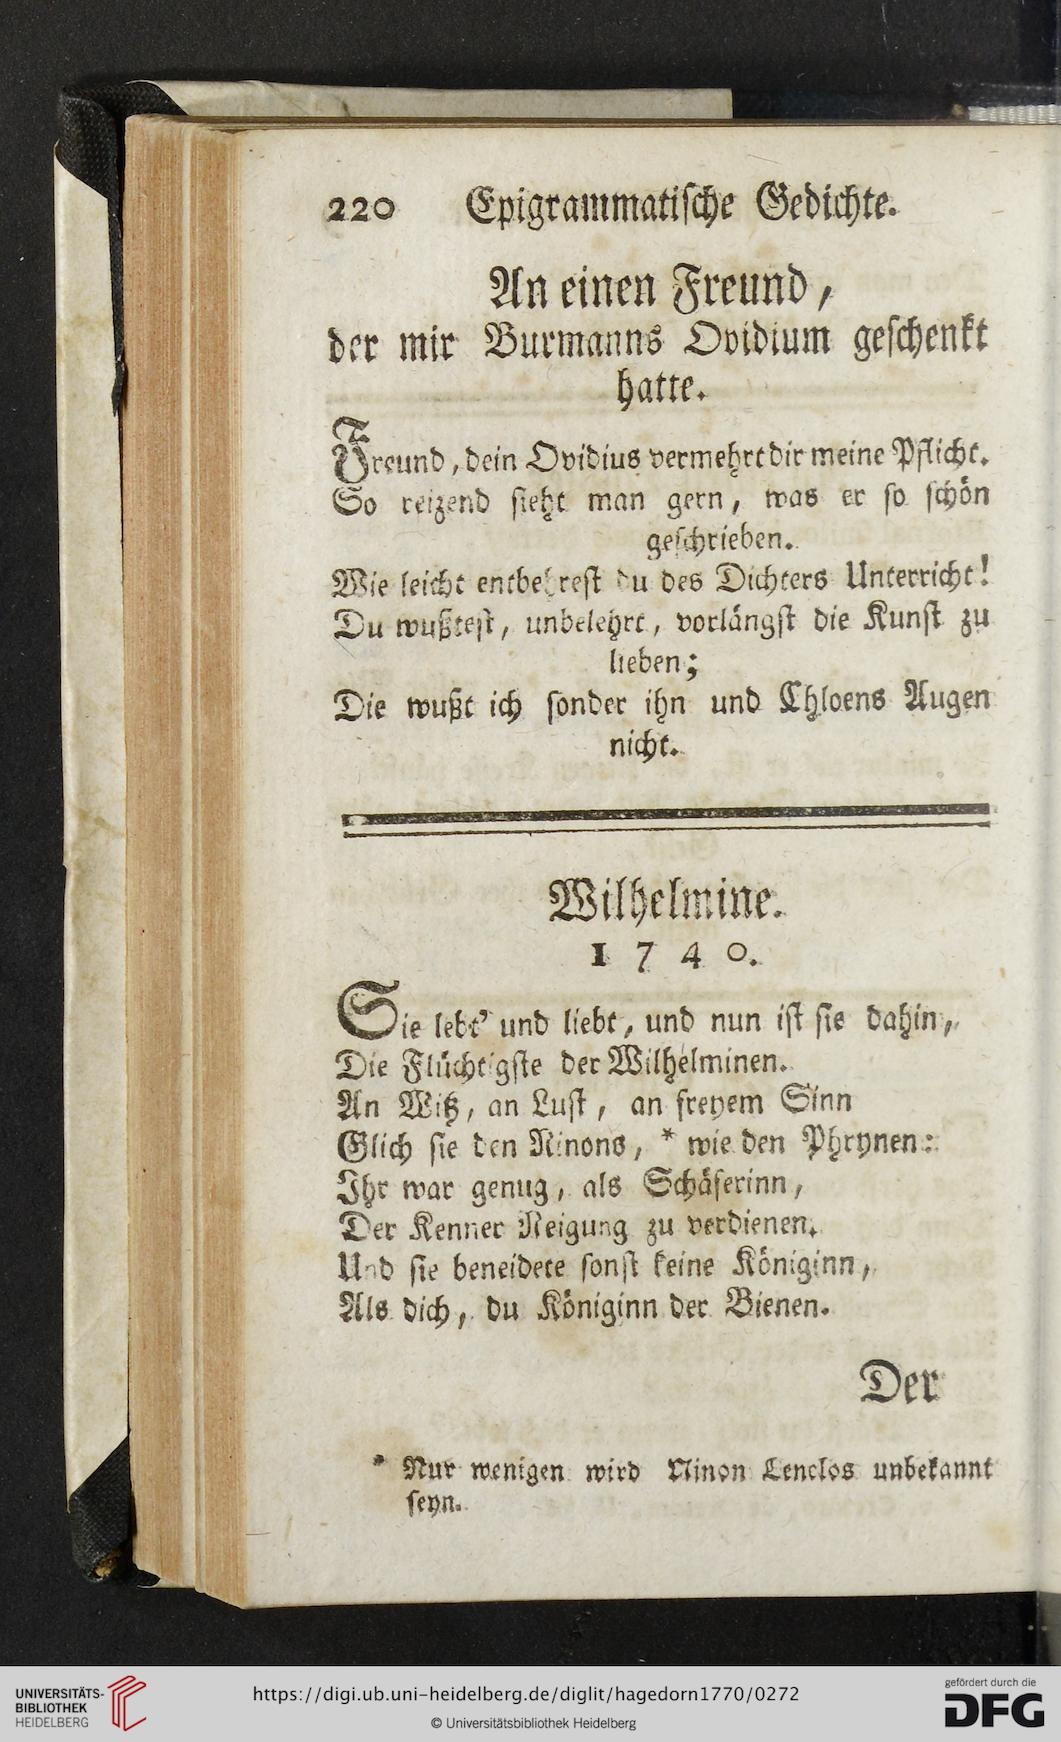 220 Epigrammatische Gedichte.
An einen Freund,
der mir Burmanns Ovidium geschenkt
hatte.
Freund, dein Ovidius vermehrt dir meine Pflicht.
So reizend sieht man gern, was er so schön
geschrieben.
Wie leicht entbehrest du des Dichters Unterricht!
Du wußtest, unbelehrt, vorlängst die Kunst zu
lieben;
Die wußt ich sonder ihn und Chloens Augen
nicht.
Wilhelmine.
1740.
Sie lebt' und liebt, und nun ist sie dahin,
Die Flüchtigste der Wilhelminen.
An Witz, an Lust, an freyem Sinn
Glich sie den Ninons, * wie den Phrynen:
Ihr war genug, als Schäferinn,
Der Kenner Neigung zu verdienen,
Und sie beneidete sonst keine Königinn,
Als dich, du Königinn der Bienen.
Der
* Nur wenigen wird Ninon Lenclos unbekannt
seyn.
UNIVERSITÄTS-
BIBLIOTHEK
HEIDELBERG
https://digi.ub.uni-heidelberg.de/diglit/hagedorn1770/0272
© Universitätsbibliothek Heidelberg
gefördert durch die
DFG